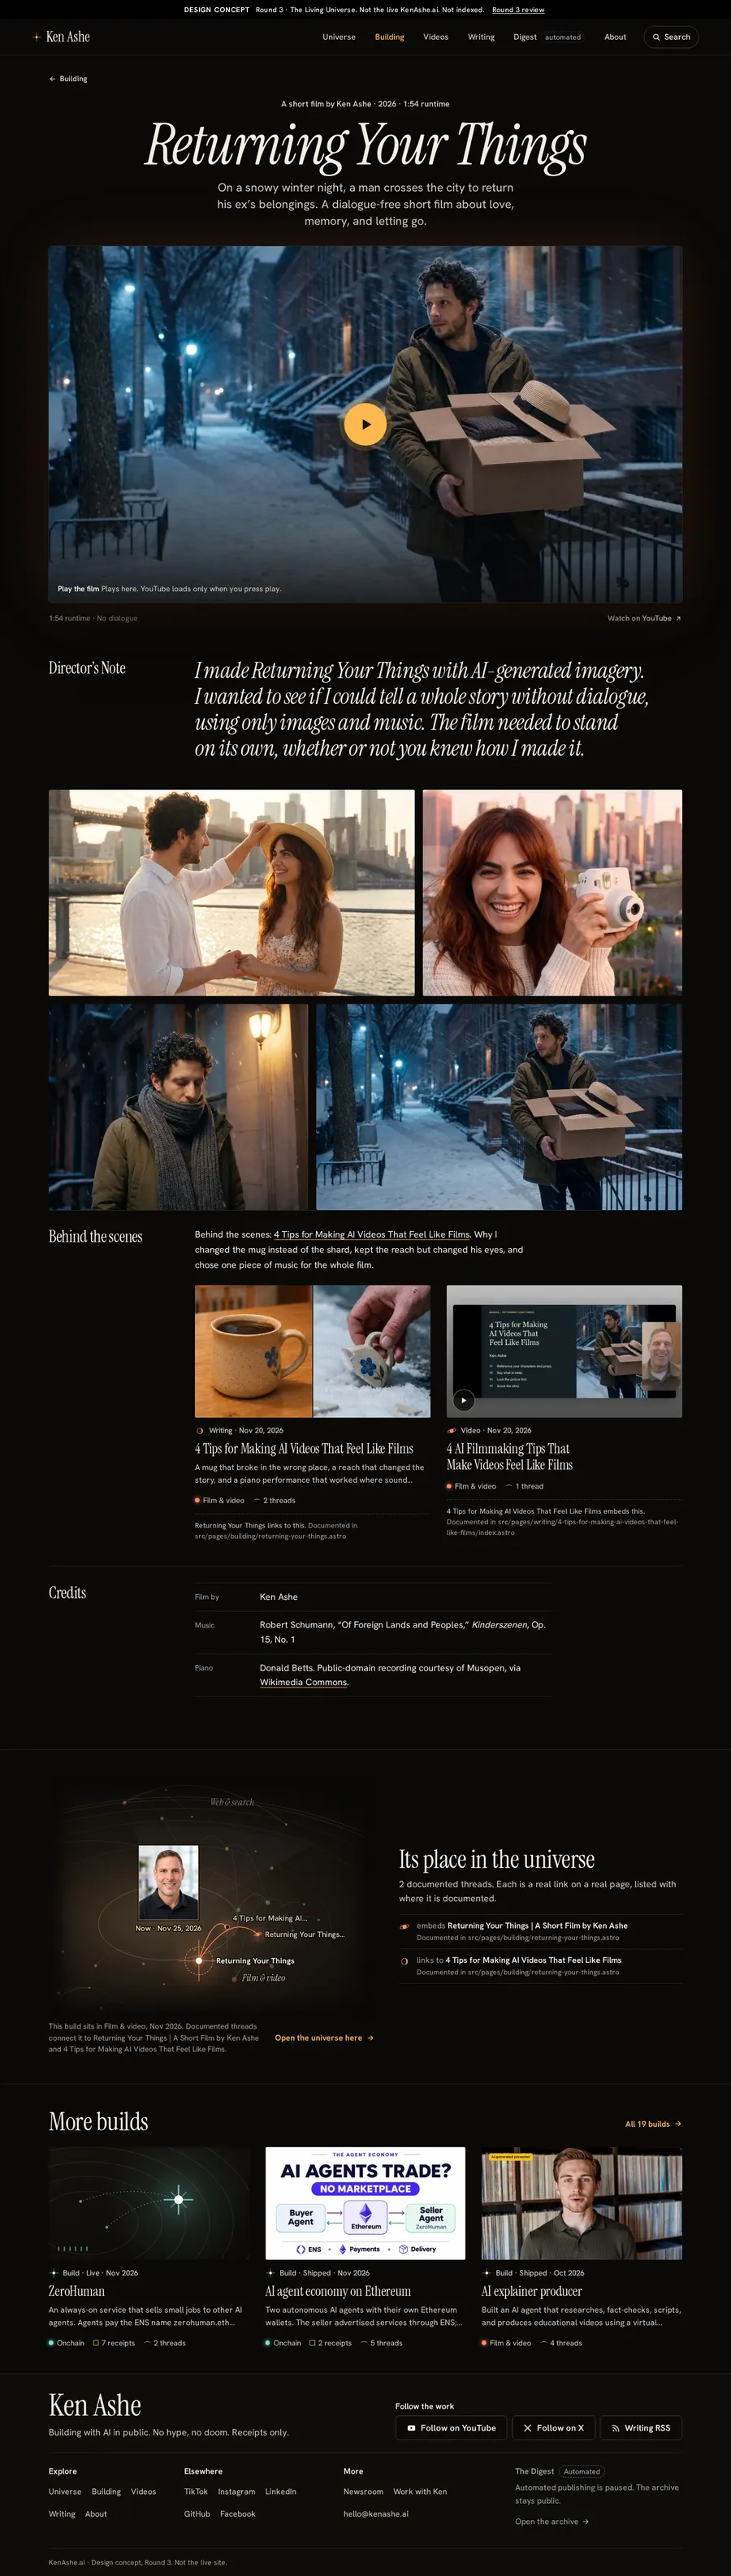 DESIGN CONCEPT Round 3 · The Living Universe. Not the live KenAshe.ai. Not indexed. Round 3 review
Ken Ashe
Universe Building Videos Writing Digest automated About Search
← Building
A short film by Ken Ashe · 2026 · 1:54 runtime
Returning Your Things
On a snowy winter night, a man crosses the city to return
his ex’s belongings. A dialogue-free short film about love,
memory, and letting go.
Play the film Plays here. YouTube loads only when you press play.
1:54 runtime · No dialogue
Watch on YouTube ↗
Director’s Note
I made Returning Your Things with AI-generated imagery.
I wanted to see if I could tell a whole story without dialogue,
using only images and music. The film needed to stand
on its own, whether or not you knew how I made it.
Behind the scenes
Behind the scenes: 4 Tips for Making AI Videos That Feel Like Films. Why I
changed the mug instead of the shard, kept the reach but changed his eyes, and
chose one piece of music for the whole film.
4 Tips for Making
AI Videos That
Feel Like Films
Ken Ashe
Writing · Nov 20, 2026
4 Tips for Making AI Videos That Feel Like Films
A mug that broke in the wrong place, a reach that changed the
story, and a piano performance that worked where sound…
Film & video 2 threads
Returning Your Things links to this. Documented in
src/pages/building/returning-your-things.astro
Video · Nov 20, 2026
4 AI Filmmaking Tips That
Make Videos Feel Like Films
Film & video 1 thread
4 Tips for Making AI Videos That Feel Like Films embeds this.
Documented in src/pages/writing/4-tips-for-making-ai-videos-that-feel-
like-films/index.astro
Credits
Film by Ken Ashe
Music Robert Schumann, “Of Foreign Lands and Peoples,” Kinderszenen, Op.
15, No. 1
Piano Donald Betts. Public-domain recording courtesy of Musopen, via
Wikimedia Commons.
Web & search
Now · Nov 25, 2026
4 Tips for Making AI…
Returning Your Things…
Returning Your Things
Film & video
This build sits in Film & video, Nov 2026. Documented threads
connect it to Returning Your Things | A Short Film by Ken Ashe
and 4 Tips for Making AI Videos That Feel Like Films.
Open the universe here →
Its place in the universe
2 documented threads. Each is a real link on a real page, listed with
where it is documented.
embeds Returning Your Things | A Short Film by Ken Ashe
Documented in src/pages/building/returning-your-things.astro
links to 4 Tips for Making AI Videos That Feel Like Films
Documented in src/pages/building/returning-your-things.astro
More builds
All 19 builds →
Build · Live · Nov 2026
ZeroHuman
An always-on service that sells small jobs to other AI
agents. Agents pay the ENS name zerohuman.eth…
Onchain 7 receipts 2 threads
THE AGENT ECONOMY
AI AGENTS TRADE?
NO MARKETPLACE
Buyer
Agent
Ethereum
Seller
Agent
ZeroHuman
ENS Payments Delivery
Build · Shipped · Nov 2026
AI agent economy on Ethereum
Two autonomous AI agents with their own Ethereum
wallets. The seller advertised services through ENS;…
Onchain 2 receipts 5 threads
AI-generated presenter
Build · Shipped · Oct 2026
AI explainer producer
Built an AI agent that researches, fact-checks, scripts,
and produces educational videos using a virtual…
Film & video 4 threads
Ken Ashe
Building with AI in public. No hype, no doom. Receipts only.
Follow the work
Follow on YouTube Follow on X Writing RSS
Explore
Universe Building Videos
Writing About
Elsewhere
TikTok Instagram LinkedIn
GitHub Facebook
More
Newsroom Work with Ken
hello@kenashe.ai
The Digest Automated
Automated publishing is paused. The archive
stays public.
Open the archive →
KenAshe.ai · Design concept, Round 3. Not the live site.